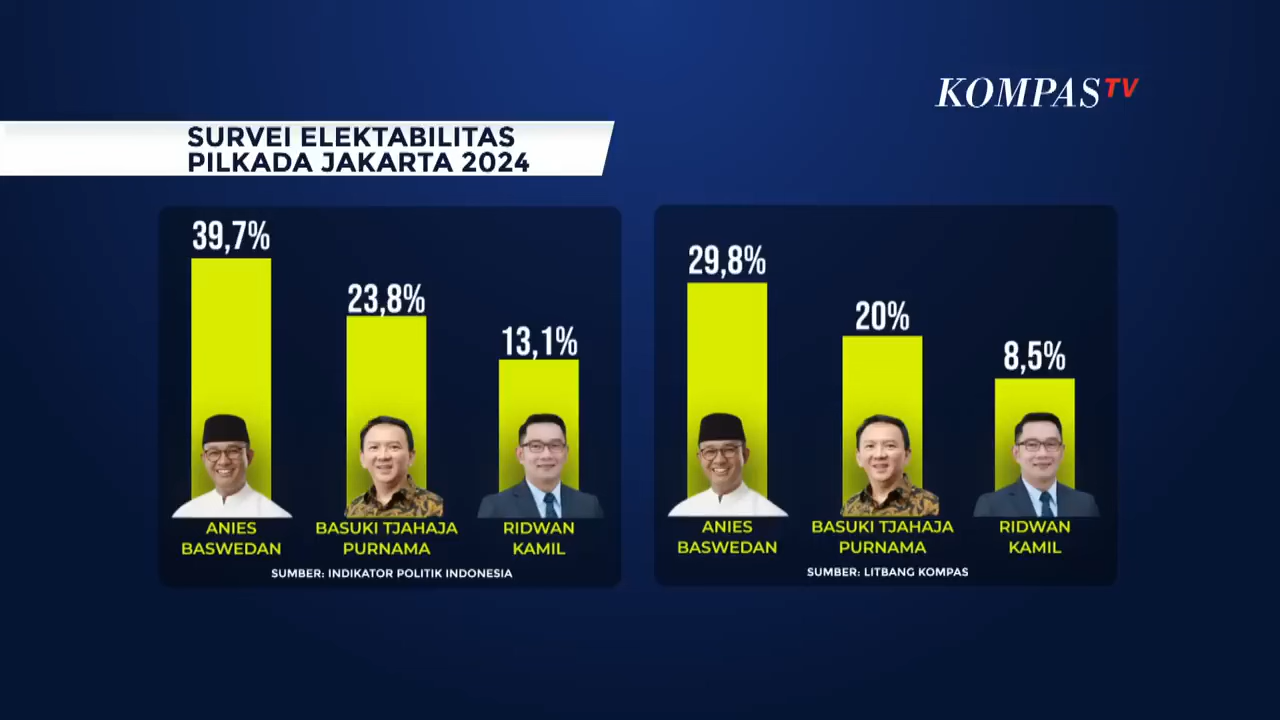 KOMPASTV
SURVEI ELEKTABILITAS
PILKADA JAKARTA 2024
39,7%
23,8%
13,1%
ANIES
BASWEDAN
BASUKI TJAHAJA
PURNAMA
RIDWAN
KAMIL
SUMBER: INDIKATOR POLITIK INDONESIA
29,8%
20%
8,5%
ANIES
BASWEDAN
BASUKI TJAHAJA
PURNAMA
RIDWAN
KAMIL
SUMBER: LITBANG KOMPAS